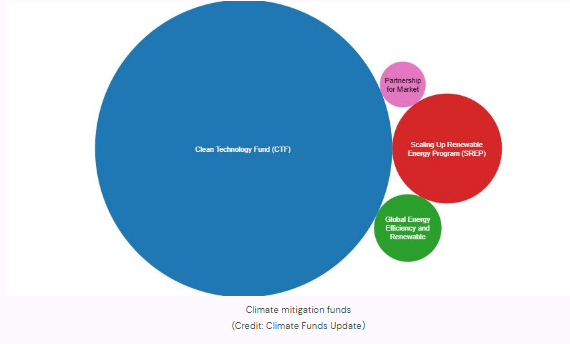 Partnership
for Market
Clean Technology Fund (CTF)
Scaling Up Renewable
Energy Program (SREP)
Global Energy
Efficiency and
Renewable
Climate mitigation funds
(Credit: Climate Funds Update)